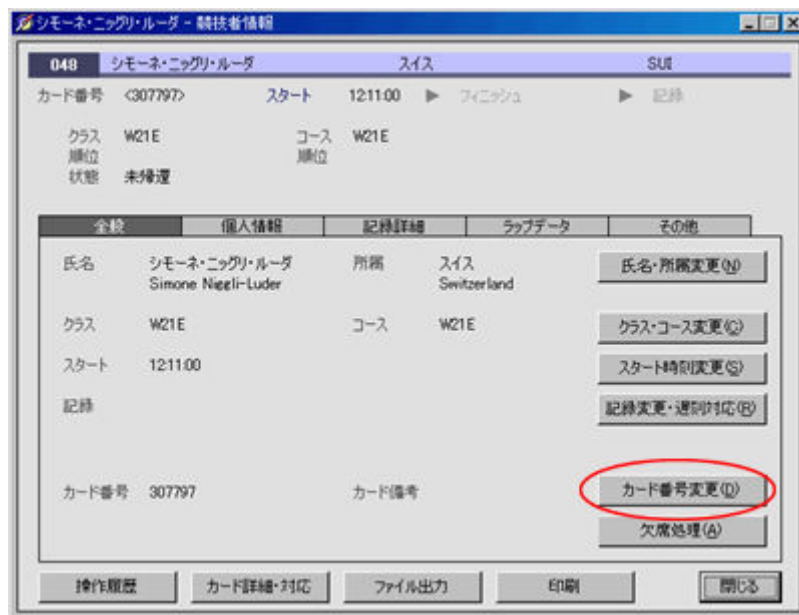 シモーネ・ニッグリ・ルーダ - 競技者情報
048 シモーネ・ニッグリ・ルーダ スイス SUI
カード番号 <307797> スタート 12:11:00 ▶ フィニッシュ ▶ 記録
クラス W21E コース W21E
順位 順位
状態 未帰還
全般 個人情報 記録詳細 ラップデータ その他
氏名 シモーネ・ニッグリ・ルーダ 所属 スイス 氏名・所属変更(N)
Simone Niggli-Luder Switzerland
クラス W21E コース W21E クラス・コース変更(C)
スタート 12:11:00 スタート時刻変更(S)
記録 記録変更・遅刻対応(R)
カード番号 307797 カード備考 カード番号変更(D)
欠席処理(A)
操作履歴 カード詳細・対応 ファイル出力 印刷 閉じる